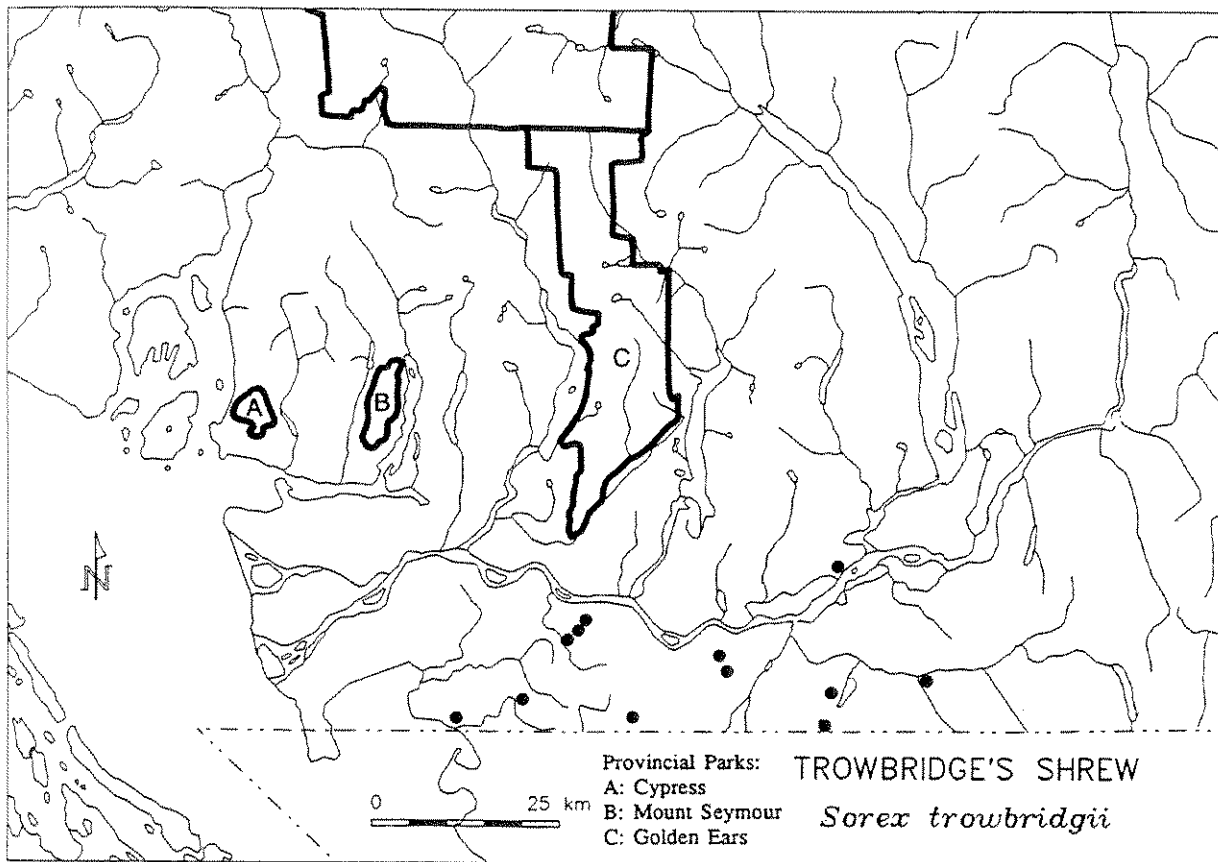 A
B
C
N
0 25 km
Provincial Parks:
A: Cypress
B: Mount Seymour
C: Golden Ears
TROWBRIDGE'S SHREW
Sorex trowbridgii